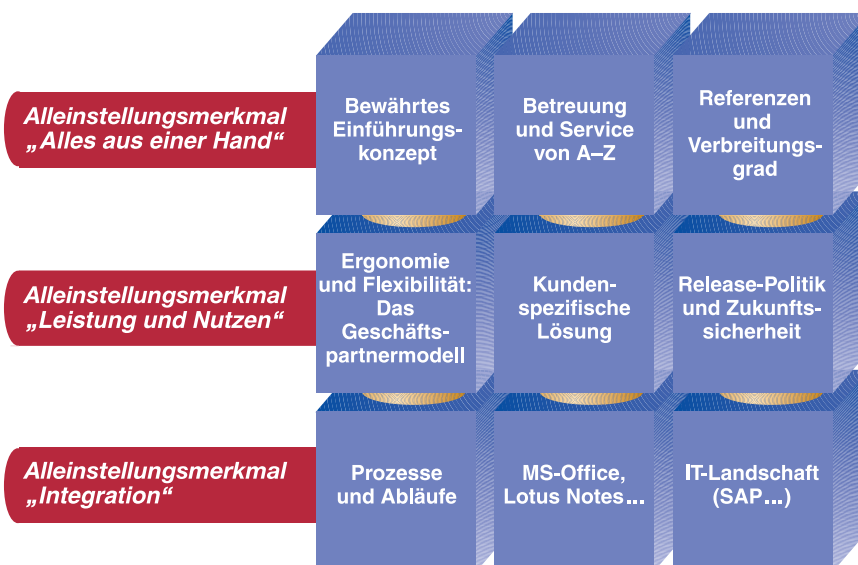 Alleinstellungsmerkmal
„Alles aus einer Hand“
Bewährtes
Einführungs-
konzept
Betreuung
und Service
von A–Z
Referenzen
und
Verbreitungs-
grad
Alleinstellungsmerkmal
„Leistung und Nutzen“
Ergonomie
und Flexibilität:
Das
Geschäfts-
partnermodell
Kunden-
spezifische
Lösung
Release-Politik
und Zukunfts-
sicherheit
Alleinstellungsmerkmal
„Integration“
Prozesse
und Abläufe
MS-Office,
Lotus Notes...
IT-Landschaft
(SAP...)